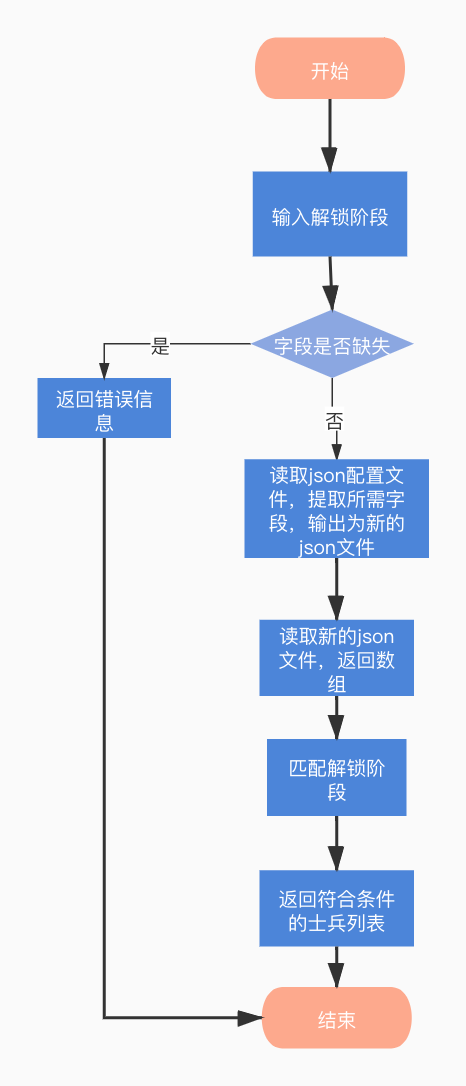 开始
输入解锁阶段
字段是否缺失
是
返回错误信
息
否
读取json配置文
件，提取所需字
段，输出为新的
json文件
读取新的json
文件，返回数
组
匹配解锁阶
段
返回符合条件
的士兵列表
结束